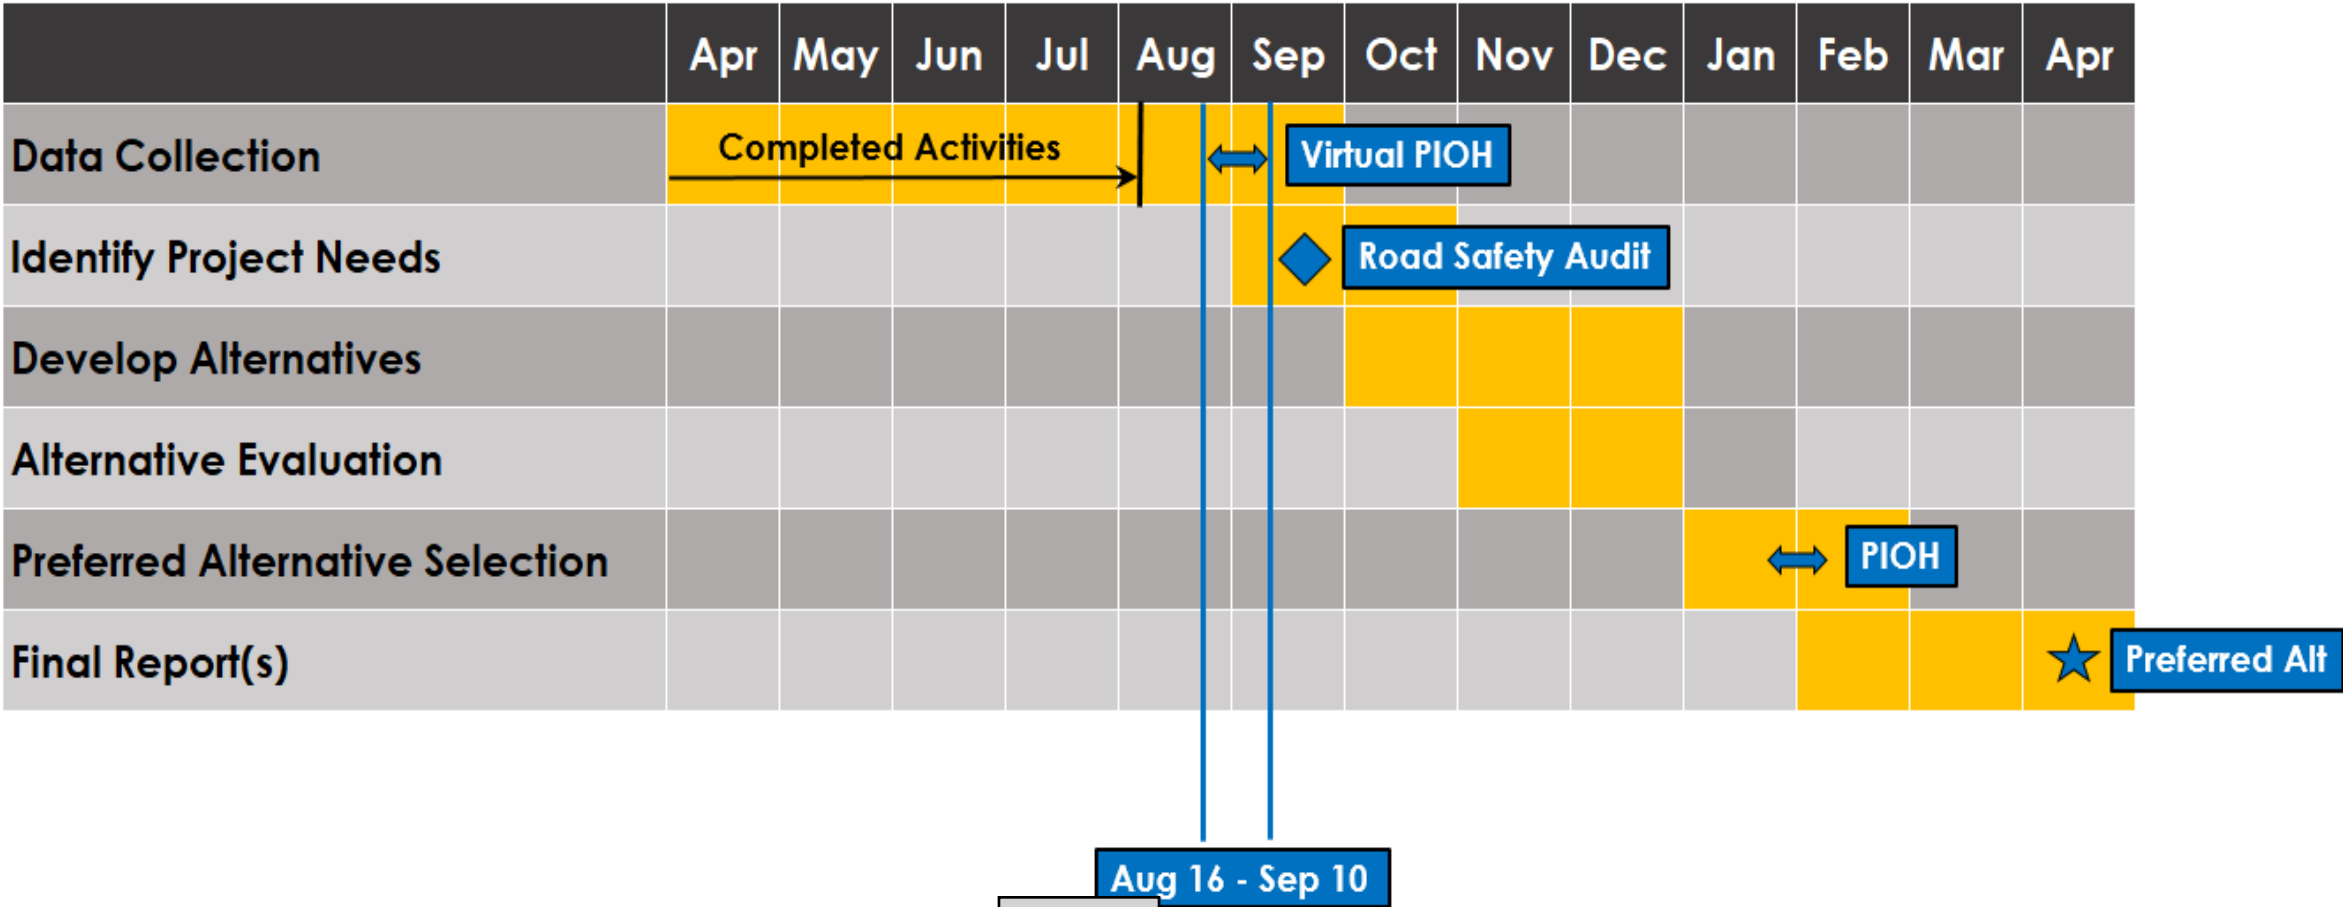 Apr May Jun Jul Aug Sep Oct Nov Dec Jan Feb Mar Apr
Data Collection
Completed Activities
Virtual PIOH
Identify Project Needs
Road Safety Audit
Develop Alternatives
Alternative Evaluation
Preferred Alternative Selection
PIOH
Final Report(s)
Preferred Alt
Aug 16 - Sep 10